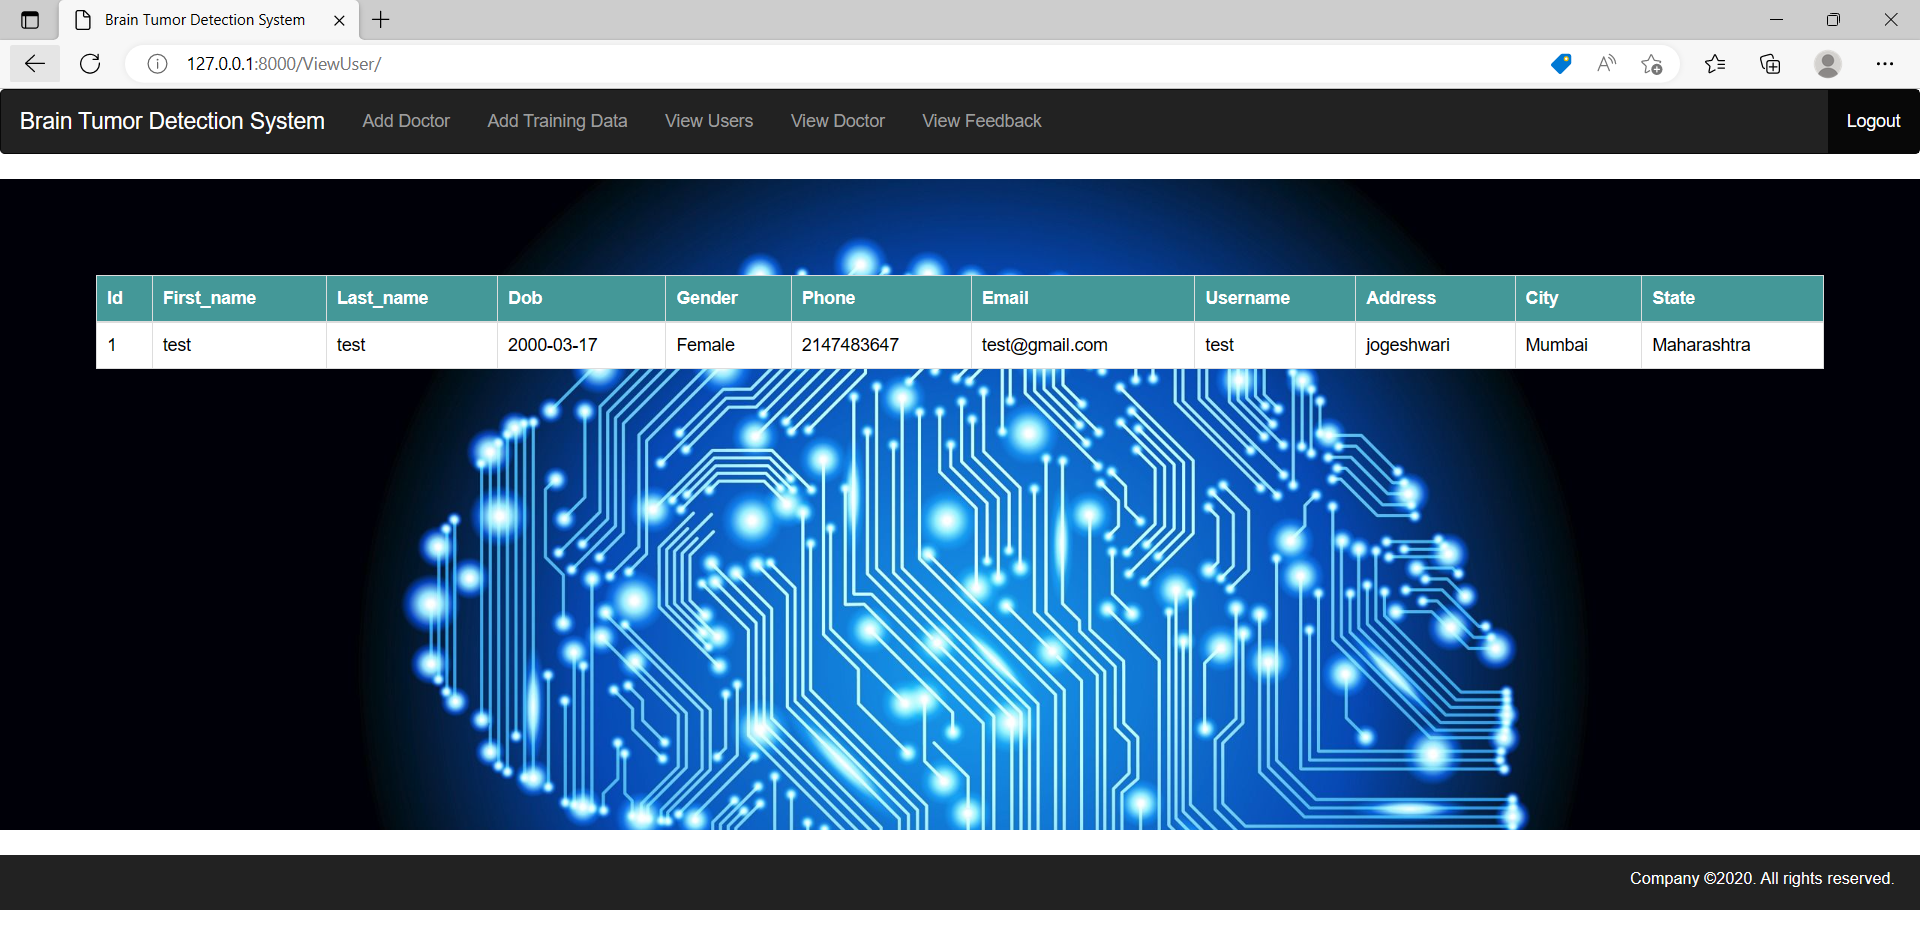 Brain Tumor Detection System
127.0.0.1:8000/ViewUser/
Brain Tumor Detection System Add Doctor Add Training Data View Users View Doctor View Feedback Logout
Id First_name Last_name Dob Gender Phone Email Username Address City State
1 test test 2000-03-17 Female 2147483647 test@gmail.com test jogeshwari Mumbai Maharashtra
Company ©2020. All rights reserved.